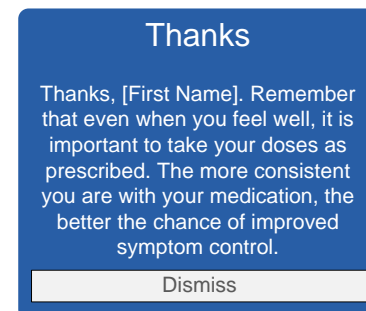 Thanks
Thanks, [First Name]. Remember
that even when you feel well, it is
important to take your doses as
prescribed. The more consistent
you are with your medication, the
better the chance of improved
symptom control.
Dismiss